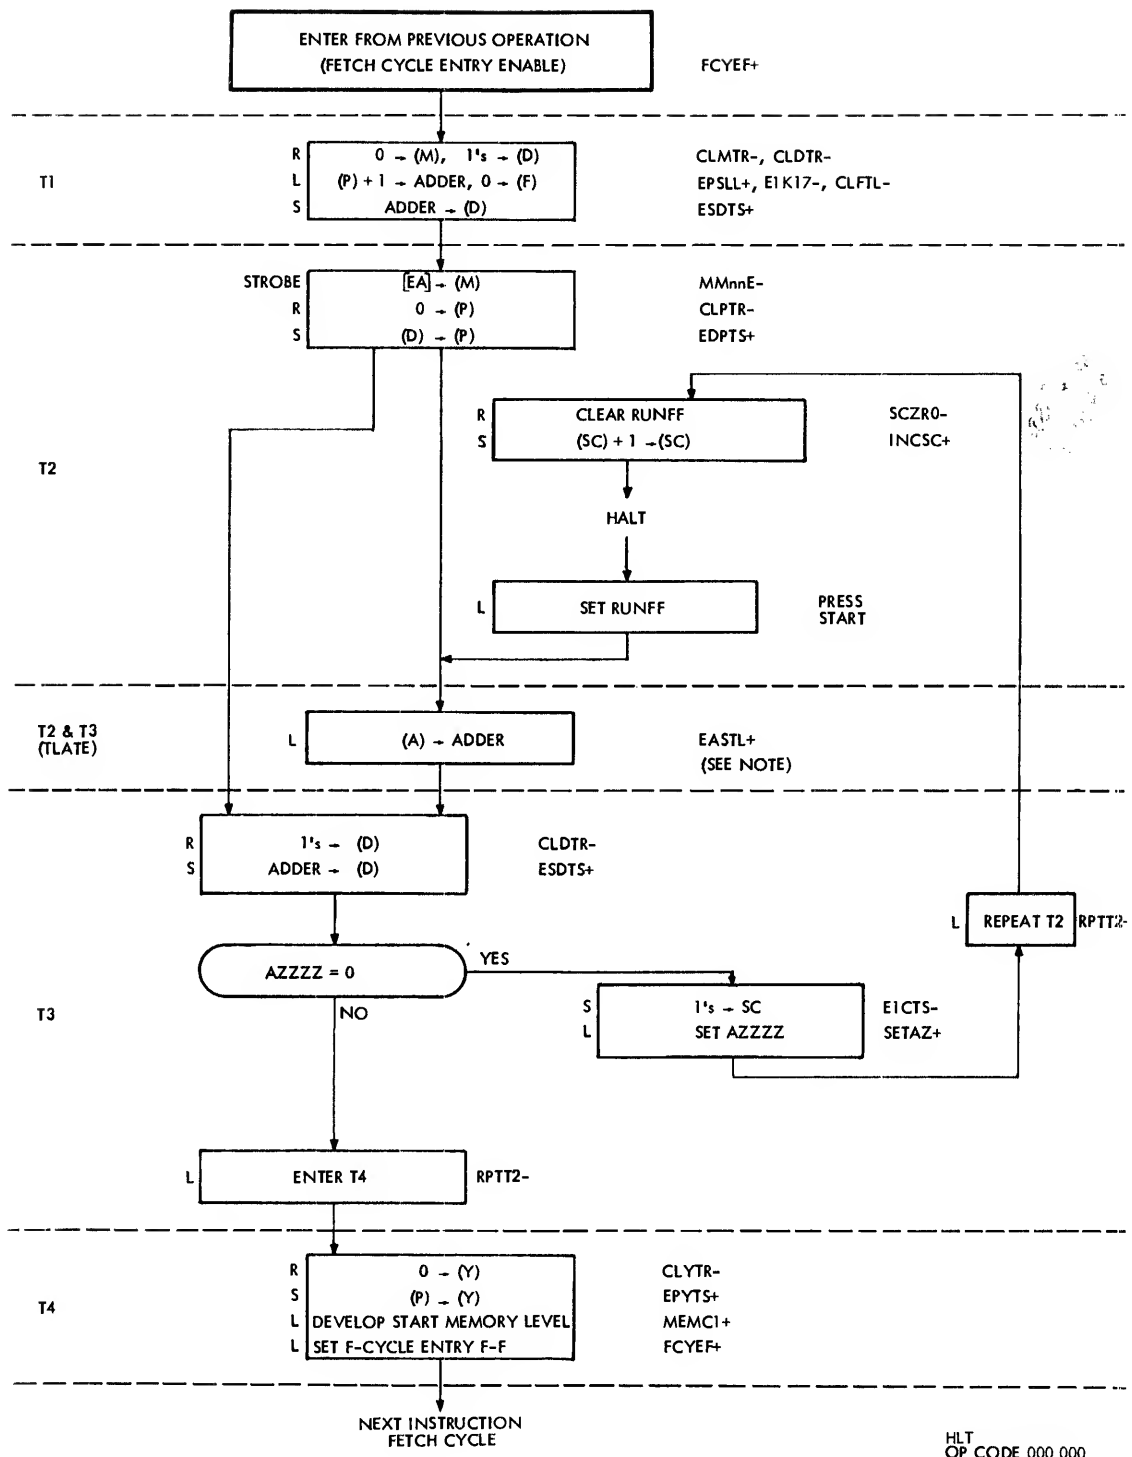 ENTER FROM PREVIOUS OPERATION
(FETCH CYCLE ENTRY ENABLE)
FCYEF+
T1
R 0 → (M), 1's → (D) CLMTR-, CLDTR-
L (P) + 1 → ADDER, 0 → (F) EPSLL+, E1K17-, CLFTL-
S ADDER → (D) ESDTS+
T2
STROBE [EA] → (M) MMnnE-
R 0 → (P) CLPTR-
S (D) → (P) EDPTS+
R CLEAR RUNFF SCZR0-
S (SC) + 1 → (SC) INCSC+
HALT
L SET RUNFF
PRESS
START
T2 & T3
(TLATE)
L (A) → ADDER EASTL+
(SEE NOTE)
R 1's → (D) CLDTR-
S ADDER → (D) ESDTS+
L REPEAT T2 RPTT2-
AZZZZ = 0
YES
NO
T3
S 1's → SC E1CTS-
L SET AZZZZ SETAZ+
L ENTER T4 RPTT2-
T4
R 0 → (Y) CLYTR-
S (P) → (Y) EPYTS+
L DEVELOP START MEMORY LEVEL MEMC1+
L SET F-CYCLE ENTRY F-F FCYEF+
NEXT INSTRUCTION
FETCH CYCLE
HLT
OP CODE 000 000